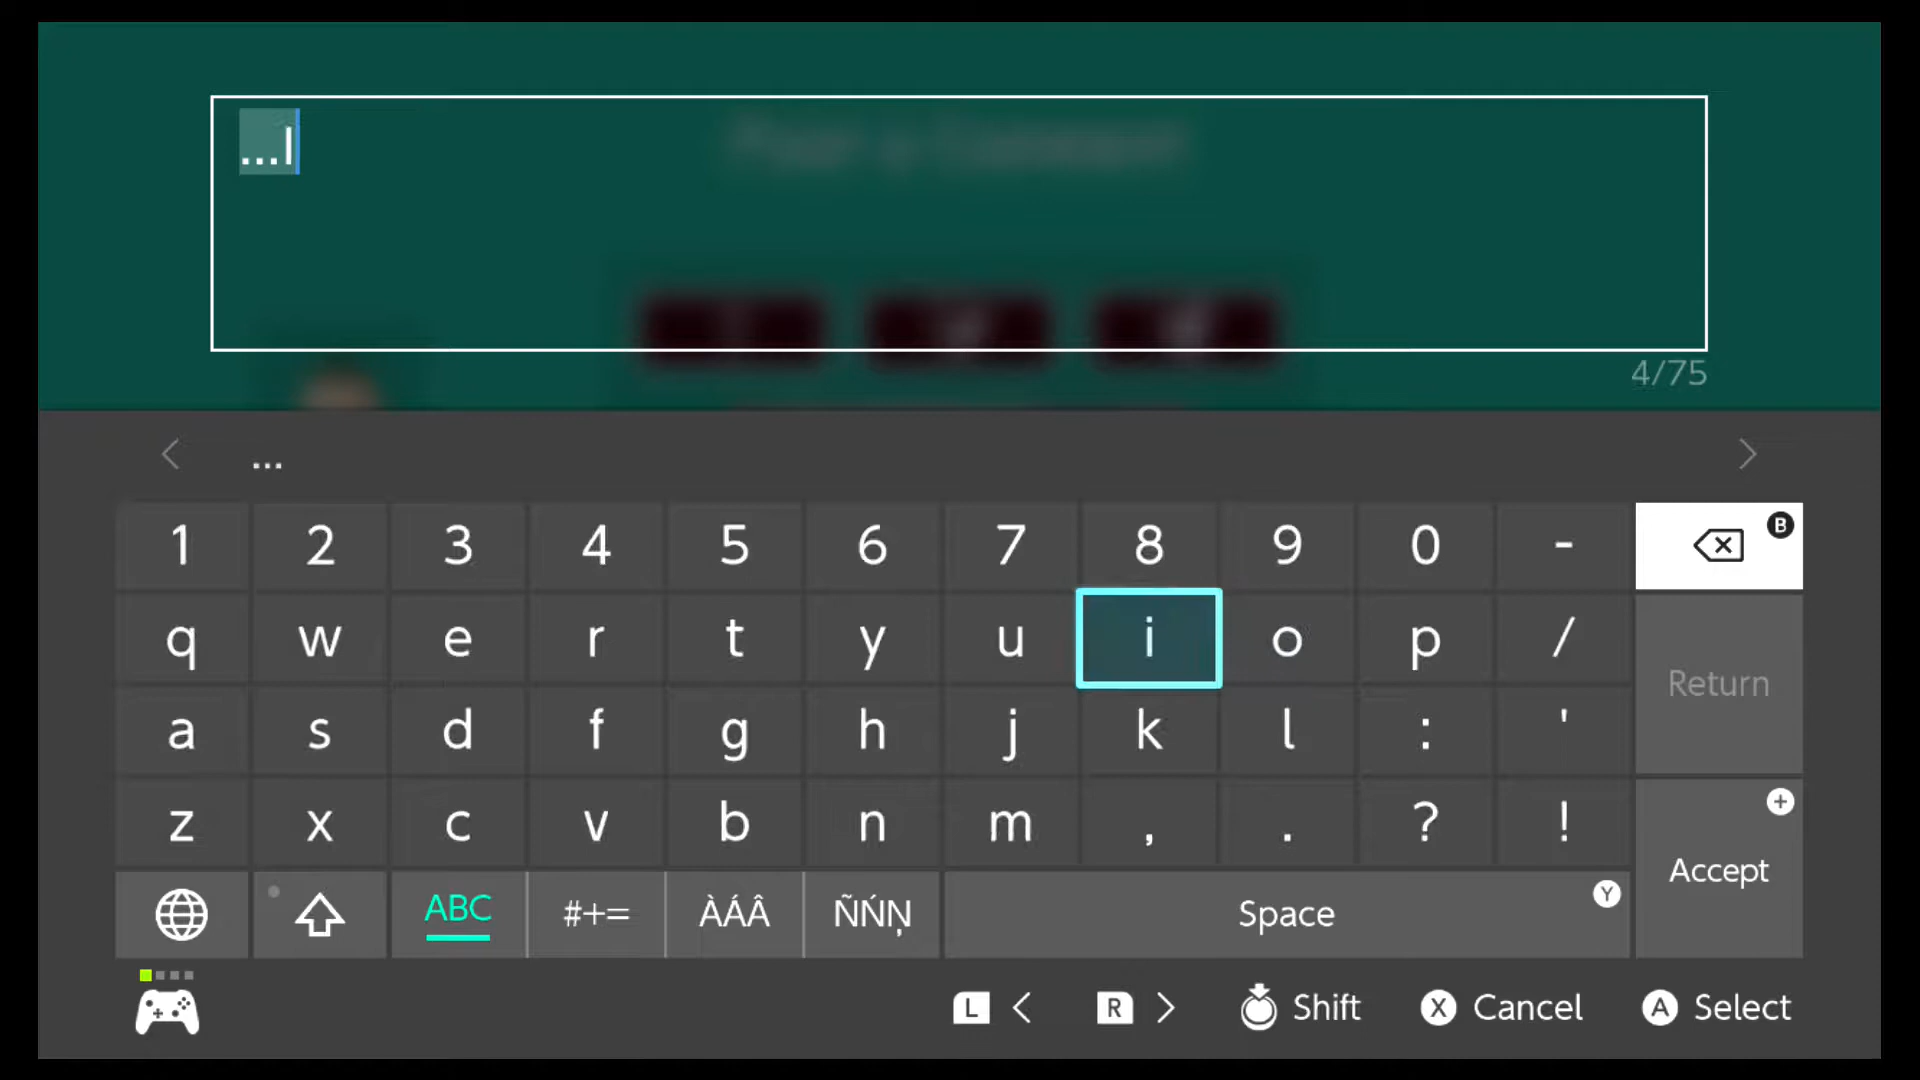 ...I
4/75
...
1 2 3 4 5 6 7 8 9 0 - B
q w e r t y u i o p / Return
a s d f g h j k l : '
z x c v b n m , . ? ! + Accept
ABC #+= ÀÁÂ ÑŃŅ Space Y
L < R > Shift X Cancel A Select